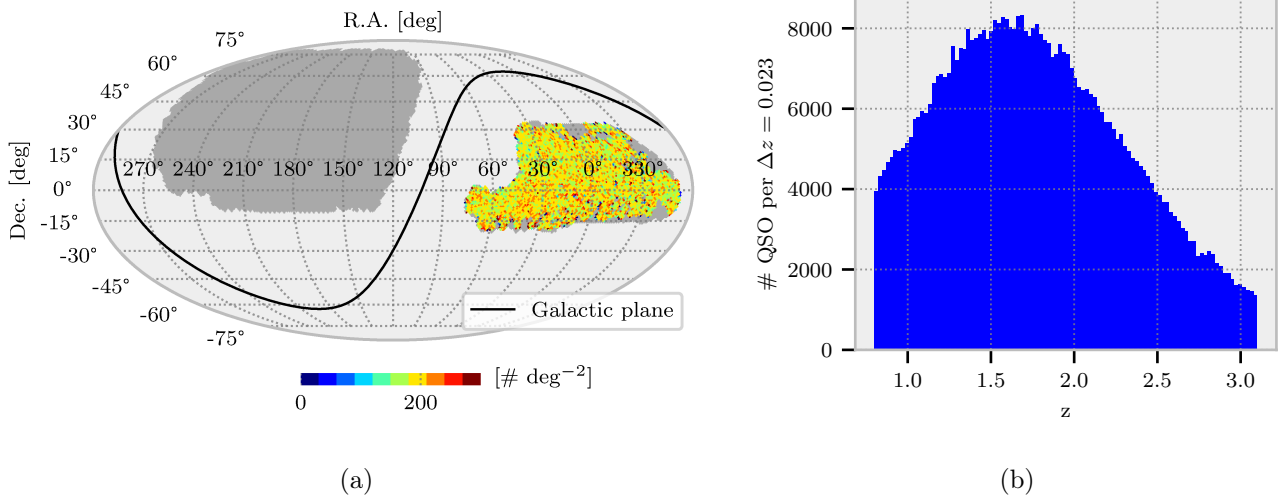 R.A. [deg]
75°
60°
45°
30°
15°
0°
-15°
-30°
-45°
-60°
-75°
Dec. [deg]
270° 240° 210° 180° 150° 120° 90° 60° 30° 0° 330°
Galactic plane
[# deg⁻²]
0 200
(a)
# QSO per Δz = 0.023
8000
6000
4000
2000
0
1.0 1.5 2.0 2.5 3.0
z
(b)